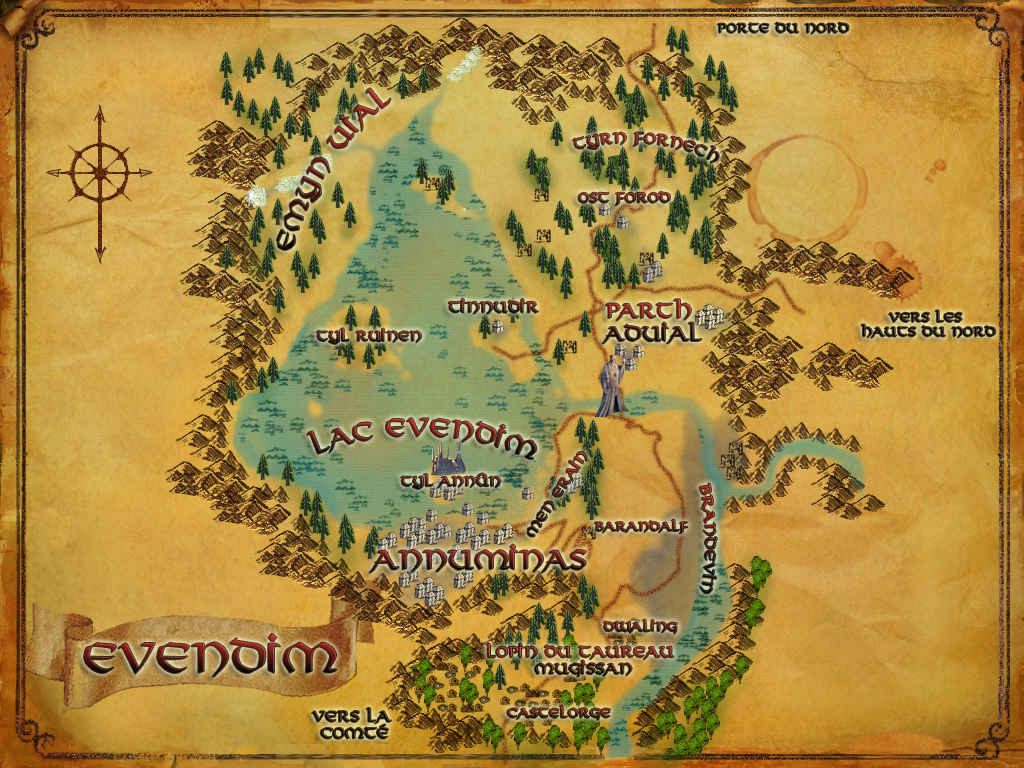 PORTE DU NORD
EMYN UIAL
TYRN FORNECH
OST FOROD
TINNUDIR
TYL RUINEN
PARTH
ADUIAL
VERS LES
HAUTS DU NORD
LAC EVENDIM
TYL ANNÛN
MEN ERAIN
BRANDEVIN
BARANDALF
ANNUMINAS
DWALING
LOPIN DU TAUREAU
MUGISSAN
EVENDIM
CASTELORGE
VERS LA
COMTÉ